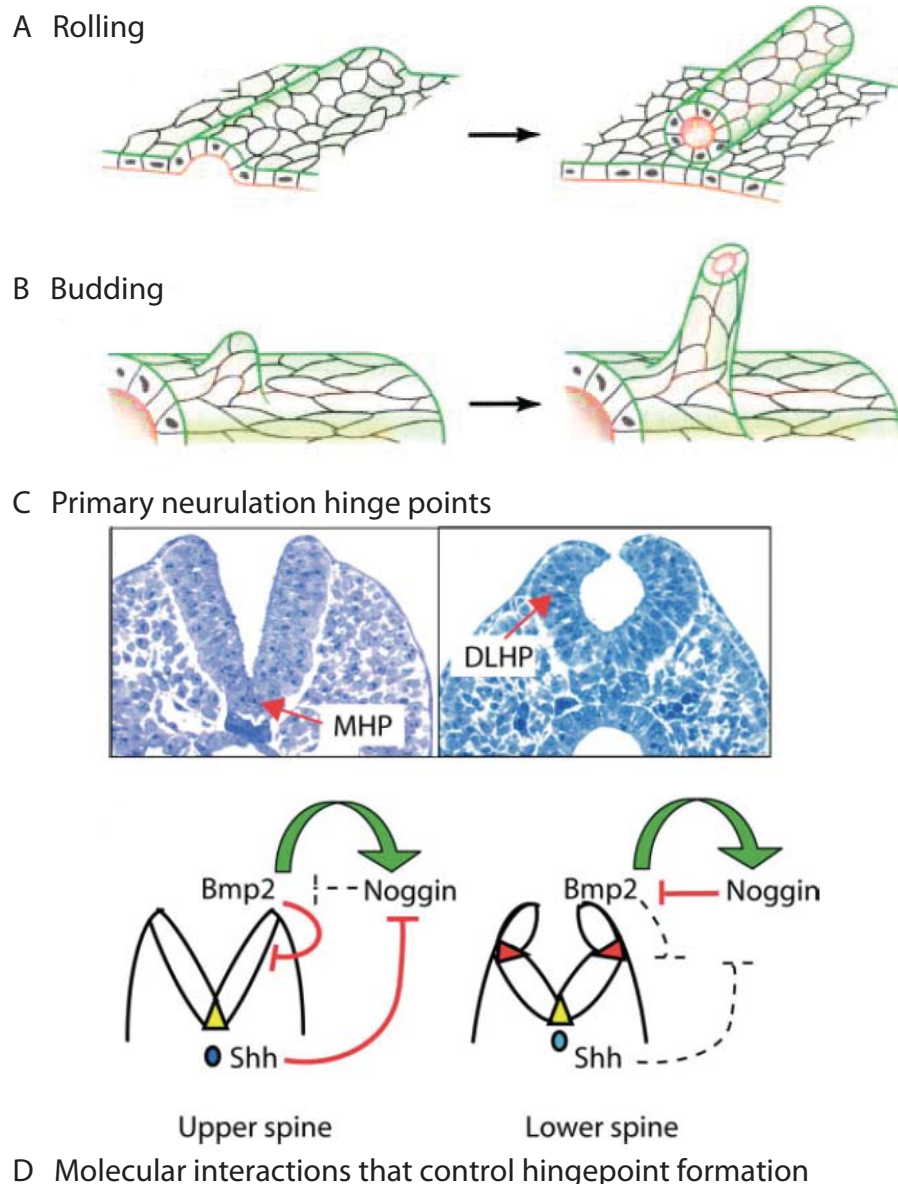 A Rolling
B Budding
C Primary neurulation hinge points
MHP
DLHP
Bmp2 Noggin
Shh
Upper spine
Bmp2 Noggin
Shh
Lower spine
D Molecular interactions that control hingepoint formation